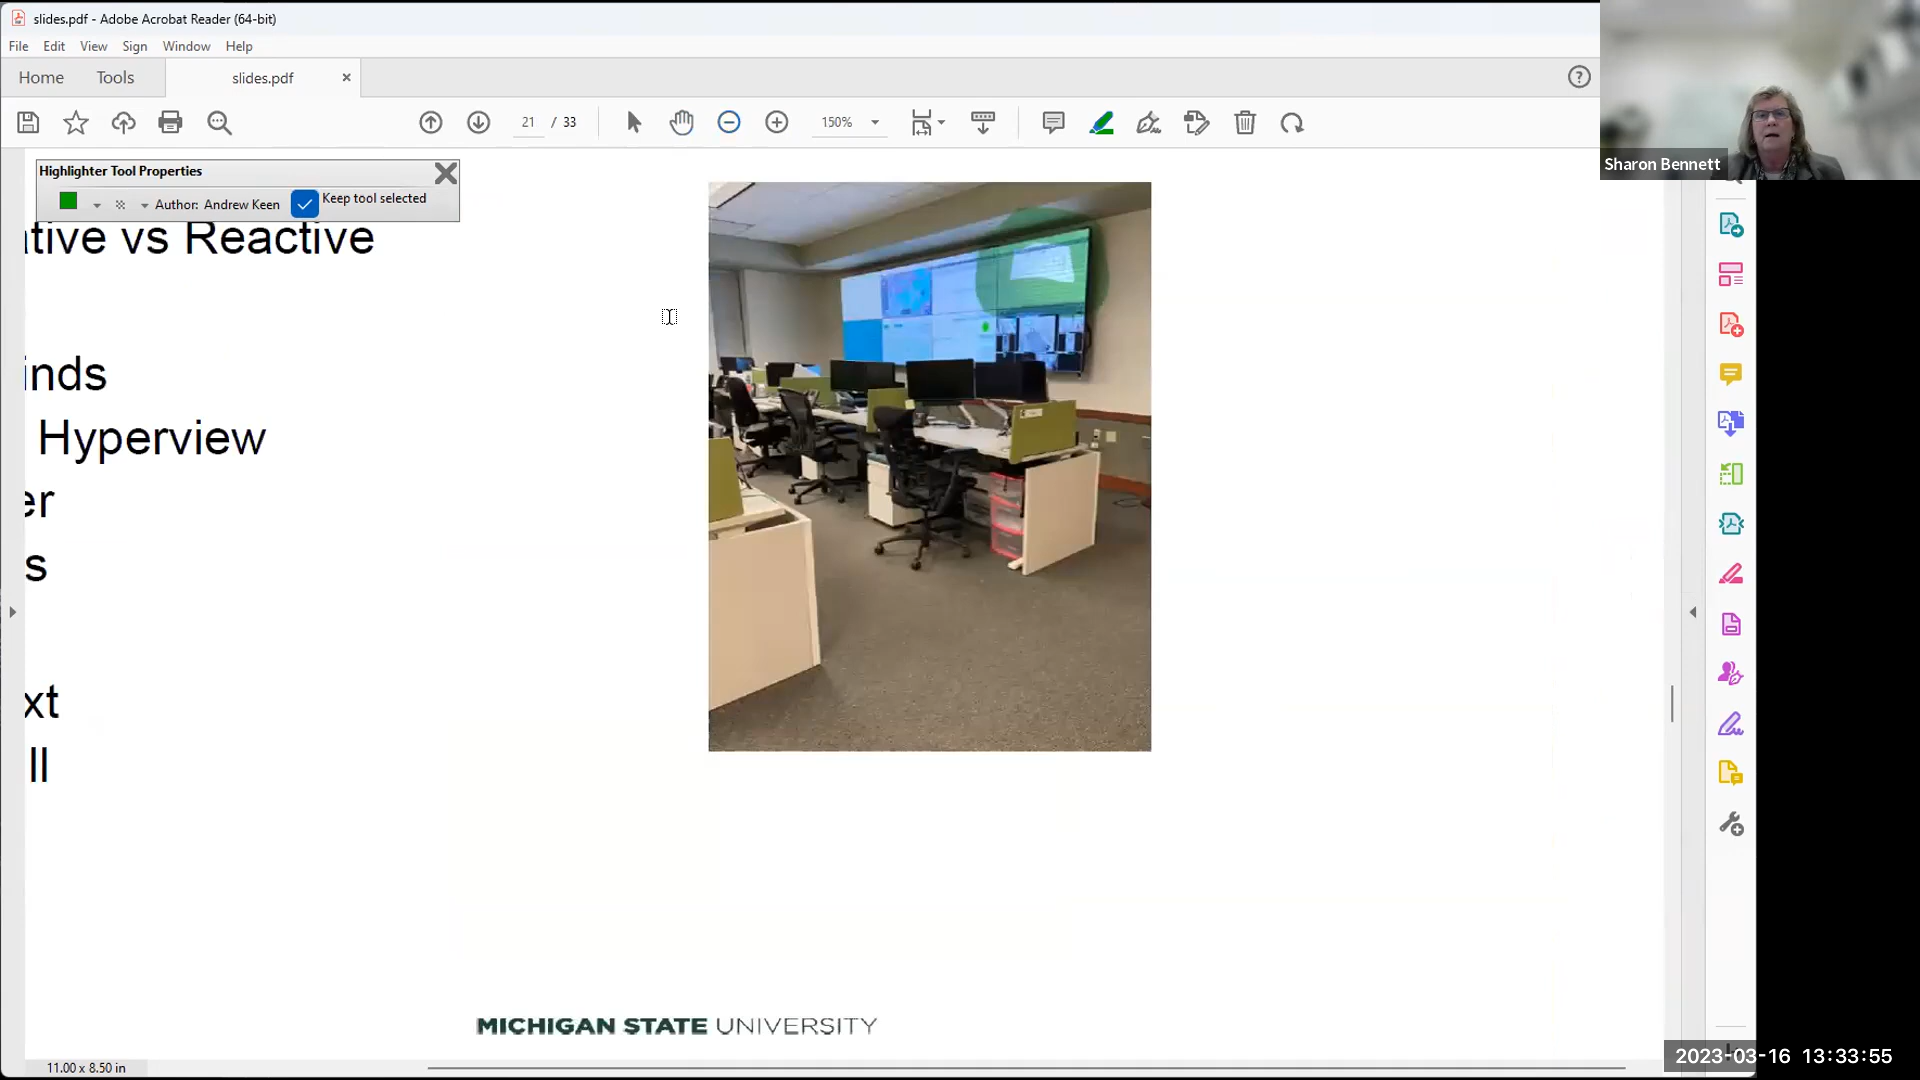 slides.pdf - Adobe Acrobat Reader (64-bit)
File Edit View Sign Window Help
Home Tools slides.pdf
21 / 33 150%
Sharon Bennett
Highlighter Tool Properties
Author: Andrew Keen Keep tool selected
ative vs Reactive
inds
Hyperview
er
s
xt
ll
MICHIGAN STATE UNIVERSITY
11.00 x 8.50 in
2023-03-16 13:33:55